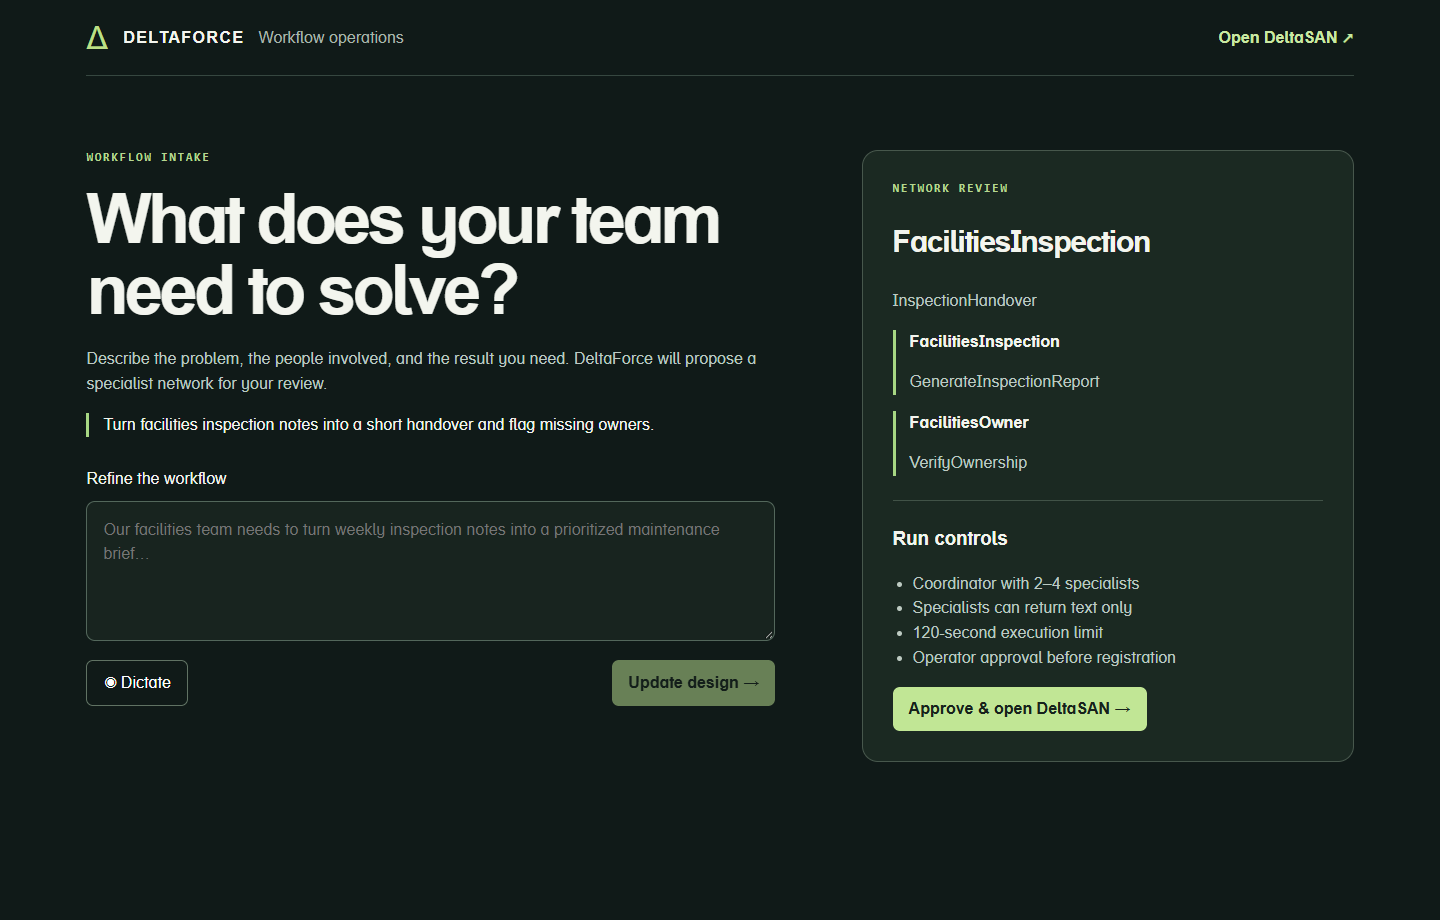 Δ DELTAFORCE Workflow operations
Open DeltaSAN ↗
WORKFLOW INTAKE
What does your team
need to solve?
Describe the problem, the people involved, and the result you need. DeltaForce will propose a
specialist network for your review.
Turn facilities inspection notes into a short handover and flag missing owners.
Refine the workflow
Our facilities team needs to turn weekly inspection notes into a prioritized maintenance
brief…
◉ Dictate
Update design →
NETWORK REVIEW
FacilitiesInspection
InspectionHandover
FacilitiesInspection
GenerateInspectionReport
FacilitiesOwner
VerifyOwnership
Run controls
• Coordinator with 2–4 specialists
• Specialists can return text only
• 120-second execution limit
• Operator approval before registration
Approve & open DeltaSAN →